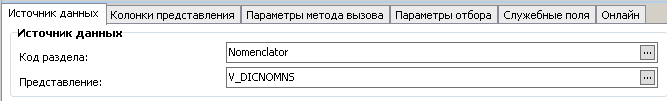 Источник данных Колонки представления Параметры метода вызова Параметры отбора Служебные поля Онлайн
Источник данных
Код раздела: Nomenclator ...
Представление: V_DICNOMNS ...